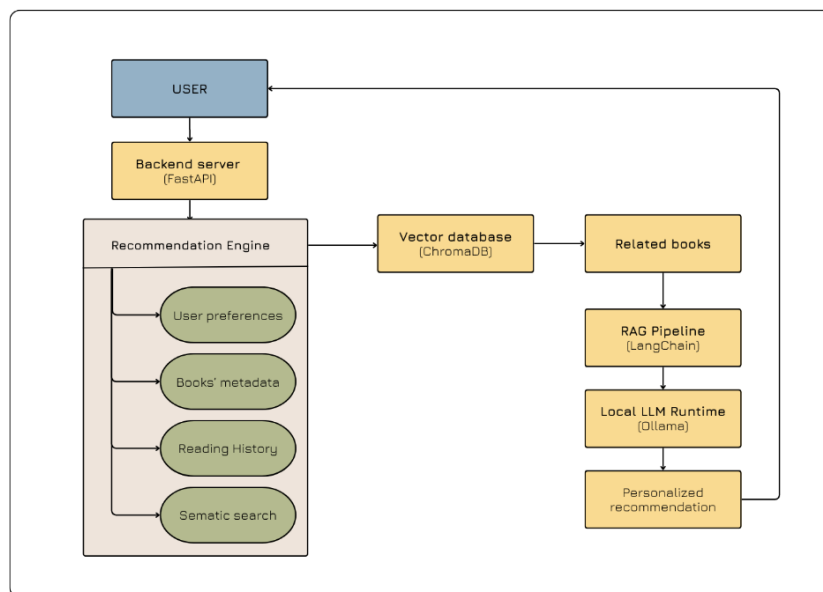 USER
Backend server
(FastAPI)
Recommendation Engine
User preferences
Books' metadata
Reading History
Sematic search
Vector database
(ChromaDB)
Related books
RAG Pipeline
(LangChain)
Local LLM Runtime
(Ollama)
Personalized
recommendation